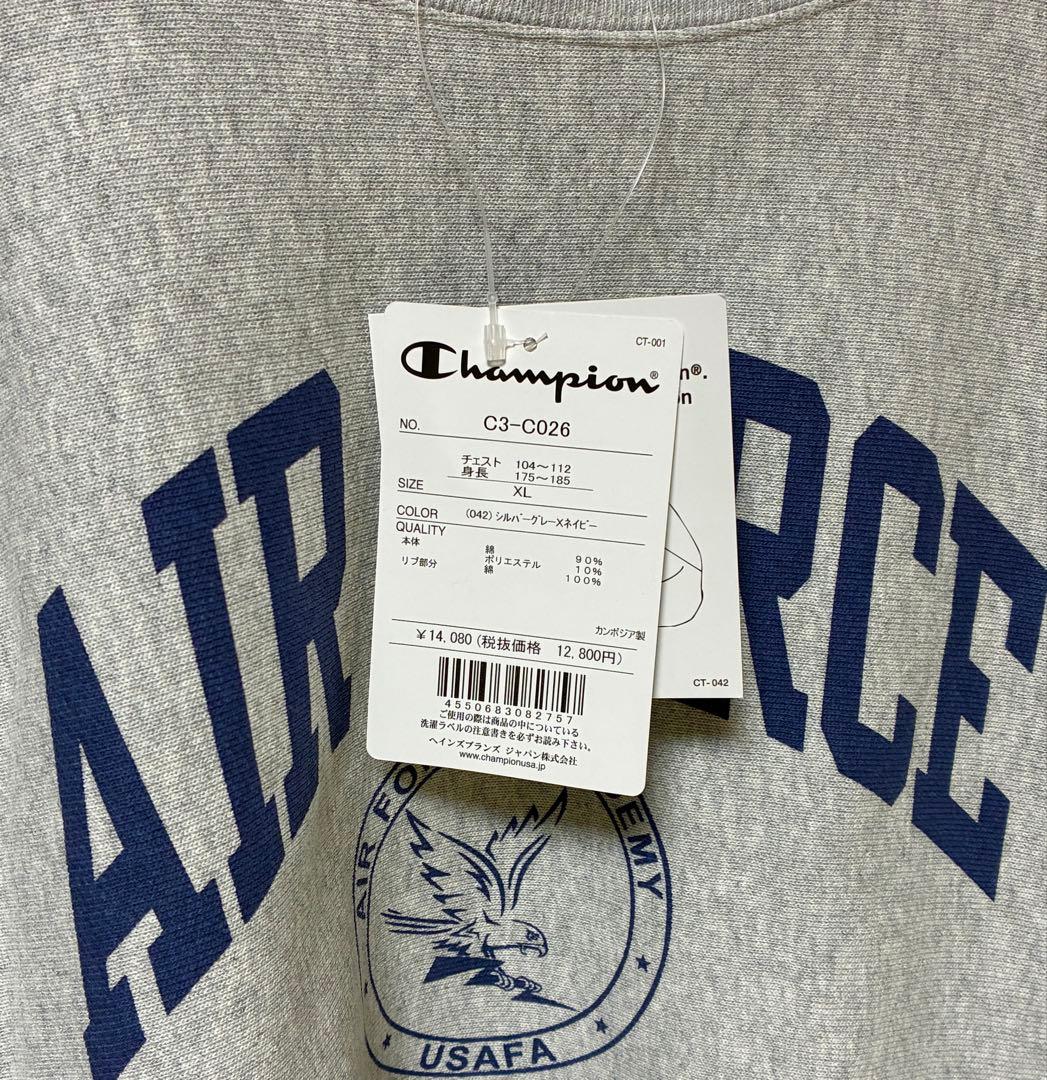 CT-001
Champion®
NO. C3-C026
チェスト 104～112
身長 175～185
SIZE XL
COLOR (042) シルバーグレーXネイビー
QUALITY
本体 綿 90%
ポリエステル 10%
リブ部分 綿 100%
カンボジア製
¥14,080 (税抜価格 12,800円)
4550683082757
ご使用の際は商品の中についている
洗濯ラベルの注意書きを必ずお読み下さい。
ヘインズブランズ ジャパン株式会社
www.championusa.jp
n®.
on
CT-042
AIR RCE
AIR FO EMY
USAFA